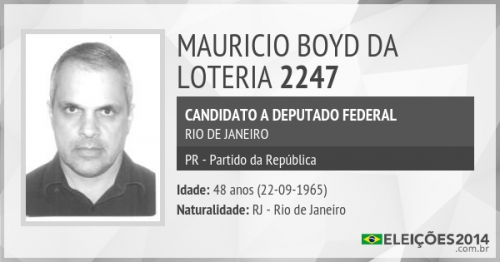 MAURICIO BOYD DA
LOTERIA 2247
CANDIDATO A DEPUTADO FEDERAL
RIO DE JANEIRO
PR - Partido da República
Idade: 48 anos (22-09-1965)
Naturalidade: RJ - Rio de Janeiro
ELEIÇÕES2014
.com.br